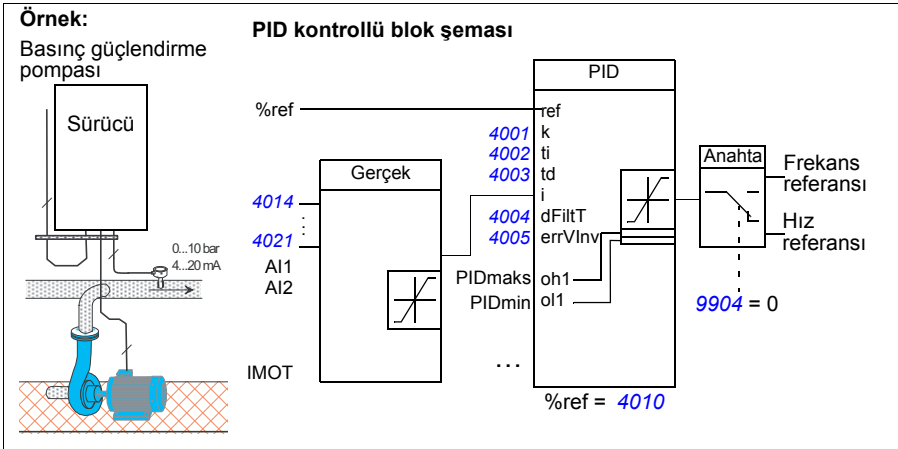 Örnek:
Basınç güçlendirme
pompası
Sürücü
0...10 bar
4...20 mA
PID kontrollü blok şeması
%ref
4014
4021
AI1
AI2
IMOT
Gerçek
PID
ref
4001 k
4002 ti
4003 td
i
4004 dFiltT
4005 errVInv
PIDmaks oh1
PIDmin ol1
...
%ref = 4010
Anahta
Frekans
referansı
Hız
referansı
9904 = 0